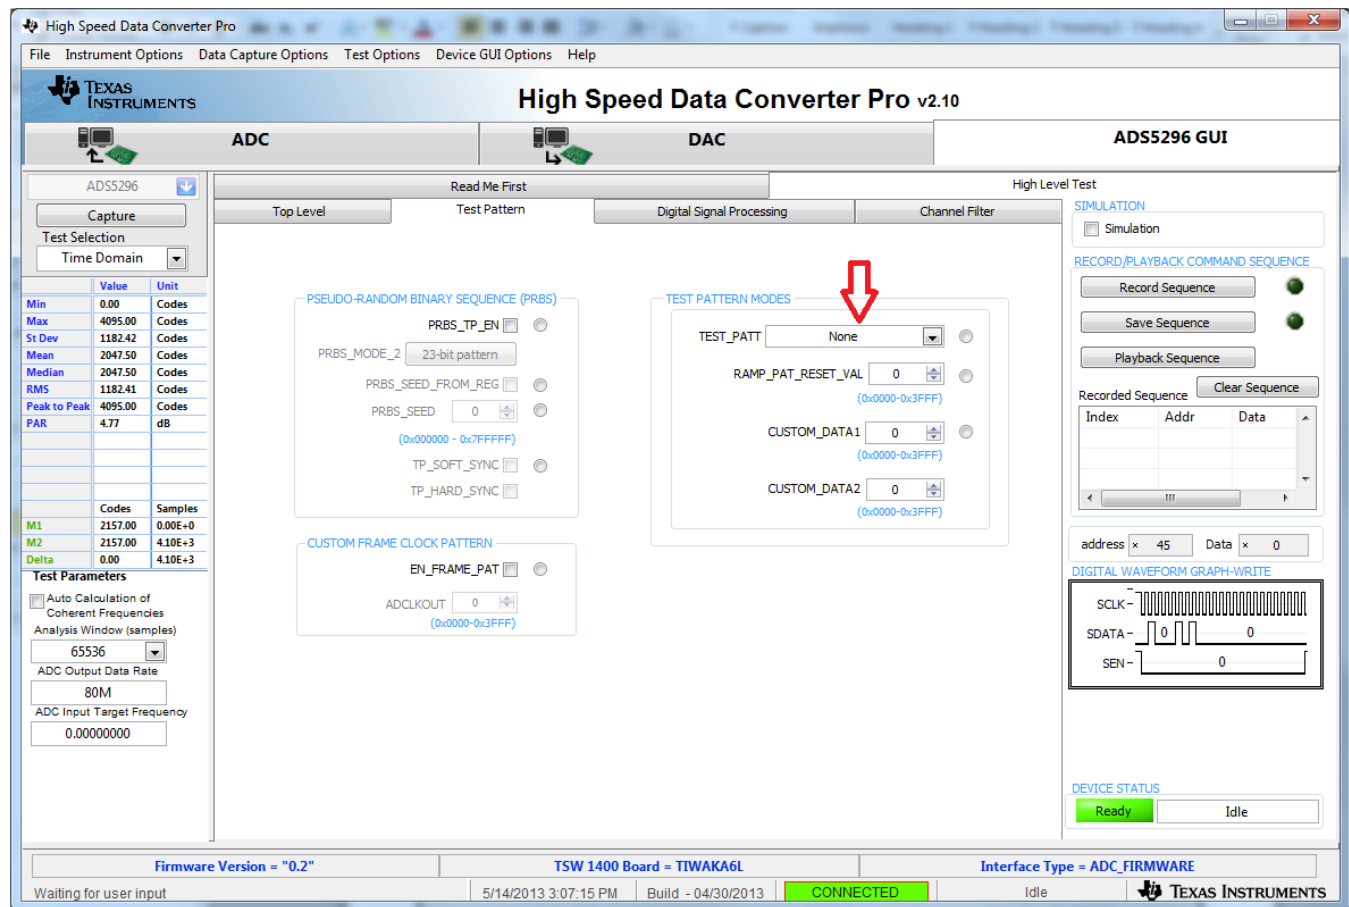 High Speed Data Converter Pro
File Instrument Options Data Capture Options Test Options Device GUI Options Help
TEXAS INSTRUMENTS
High Speed Data Converter Pro v2.10
ADC
DAC
ADS5296 GUI
ADS5296
Capture
Test Selection
Time Domain
Value Unit
Min 0.00 Codes
Max 4095.00 Codes
St Dev 1182.42 Codes
Mean 2047.50 Codes
Median 2047.50 Codes
RMS 1182.41 Codes
Peak to Peak 4095.00 Codes
PAR 4.77 dB
Codes Samples
M1 2157.00 0.00E+0
M2 2157.00 4.10E+3
Delta 0.00 4.10E+3
Test Parameters
Auto Calculation of
Coherent Frequencies
Analysis Window (samples)
65536
ADC Output Data Rate
80M
ADC Input Target Frequency
0.00000000
Read Me First
High Level Test
Top Level
Test Pattern
Digital Signal Processing
Channel Filter
PSEUDO-RANDOM BINARY SEQUENCE (PRBS)
PRBS_TP_EN
PRBS_MODE_2 23-bit pattern
PRBS_SEED_FROM_REG
PRBS_SEED 0
(0x000000 - 0x7FFFFF)
TP_SOFT_SYNC
TP_HARD_SYNC
CUSTOM FRAME CLOCK PATTERN
EN_FRAME_PAT
ADCLKOUT 0
(0x0000-0x3FFF)
TEST PATTERN MODES
TEST_PATT None
RAMP_PAT_RESET_VAL 0
(0x0000-0x3FFF)
CUSTOM_DATA1 0
(0x0000-0x3FFF)
CUSTOM_DATA2 0
(0x0000-0x3FFF)
SIMULATION
Simulation
RECORD/PLAYBACK COMMAND SEQUENCE
Record Sequence
Save Sequence
Playback Sequence
Recorded Sequence Clear Sequence
Index Addr Data
address × 45 Data × 0
DIGITAL WAVEFORM GRAPH-WRITE
SCLK
SDATA 0 0
SEN 0
DEVICE STATUS
Ready Idle
Firmware Version = "0.2"
TSW 1400 Board = TIWAKA6L
Interface Type = ADC_FIRMWARE
Waiting for user input
5/14/2013 3:07:15 PM
Build - 04/30/2013
CONNECTED
Idle
TEXAS INSTRUMENTS